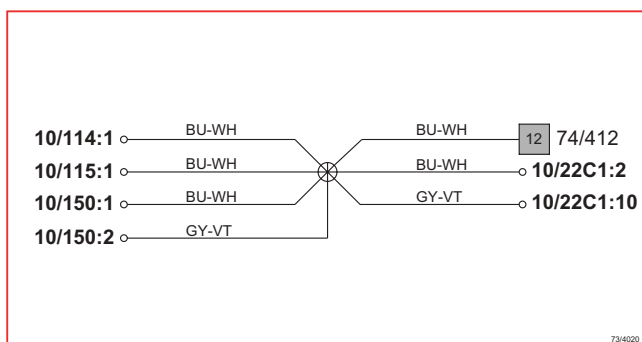 10/114:1 BU-WH BU-WH 12 74/412
10/115:1 BU-WH BU-WH 10/22C1:2
10/150:1 BU-WH GY-VT 10/22C1:10
10/150:2 GY-VT
73/4020